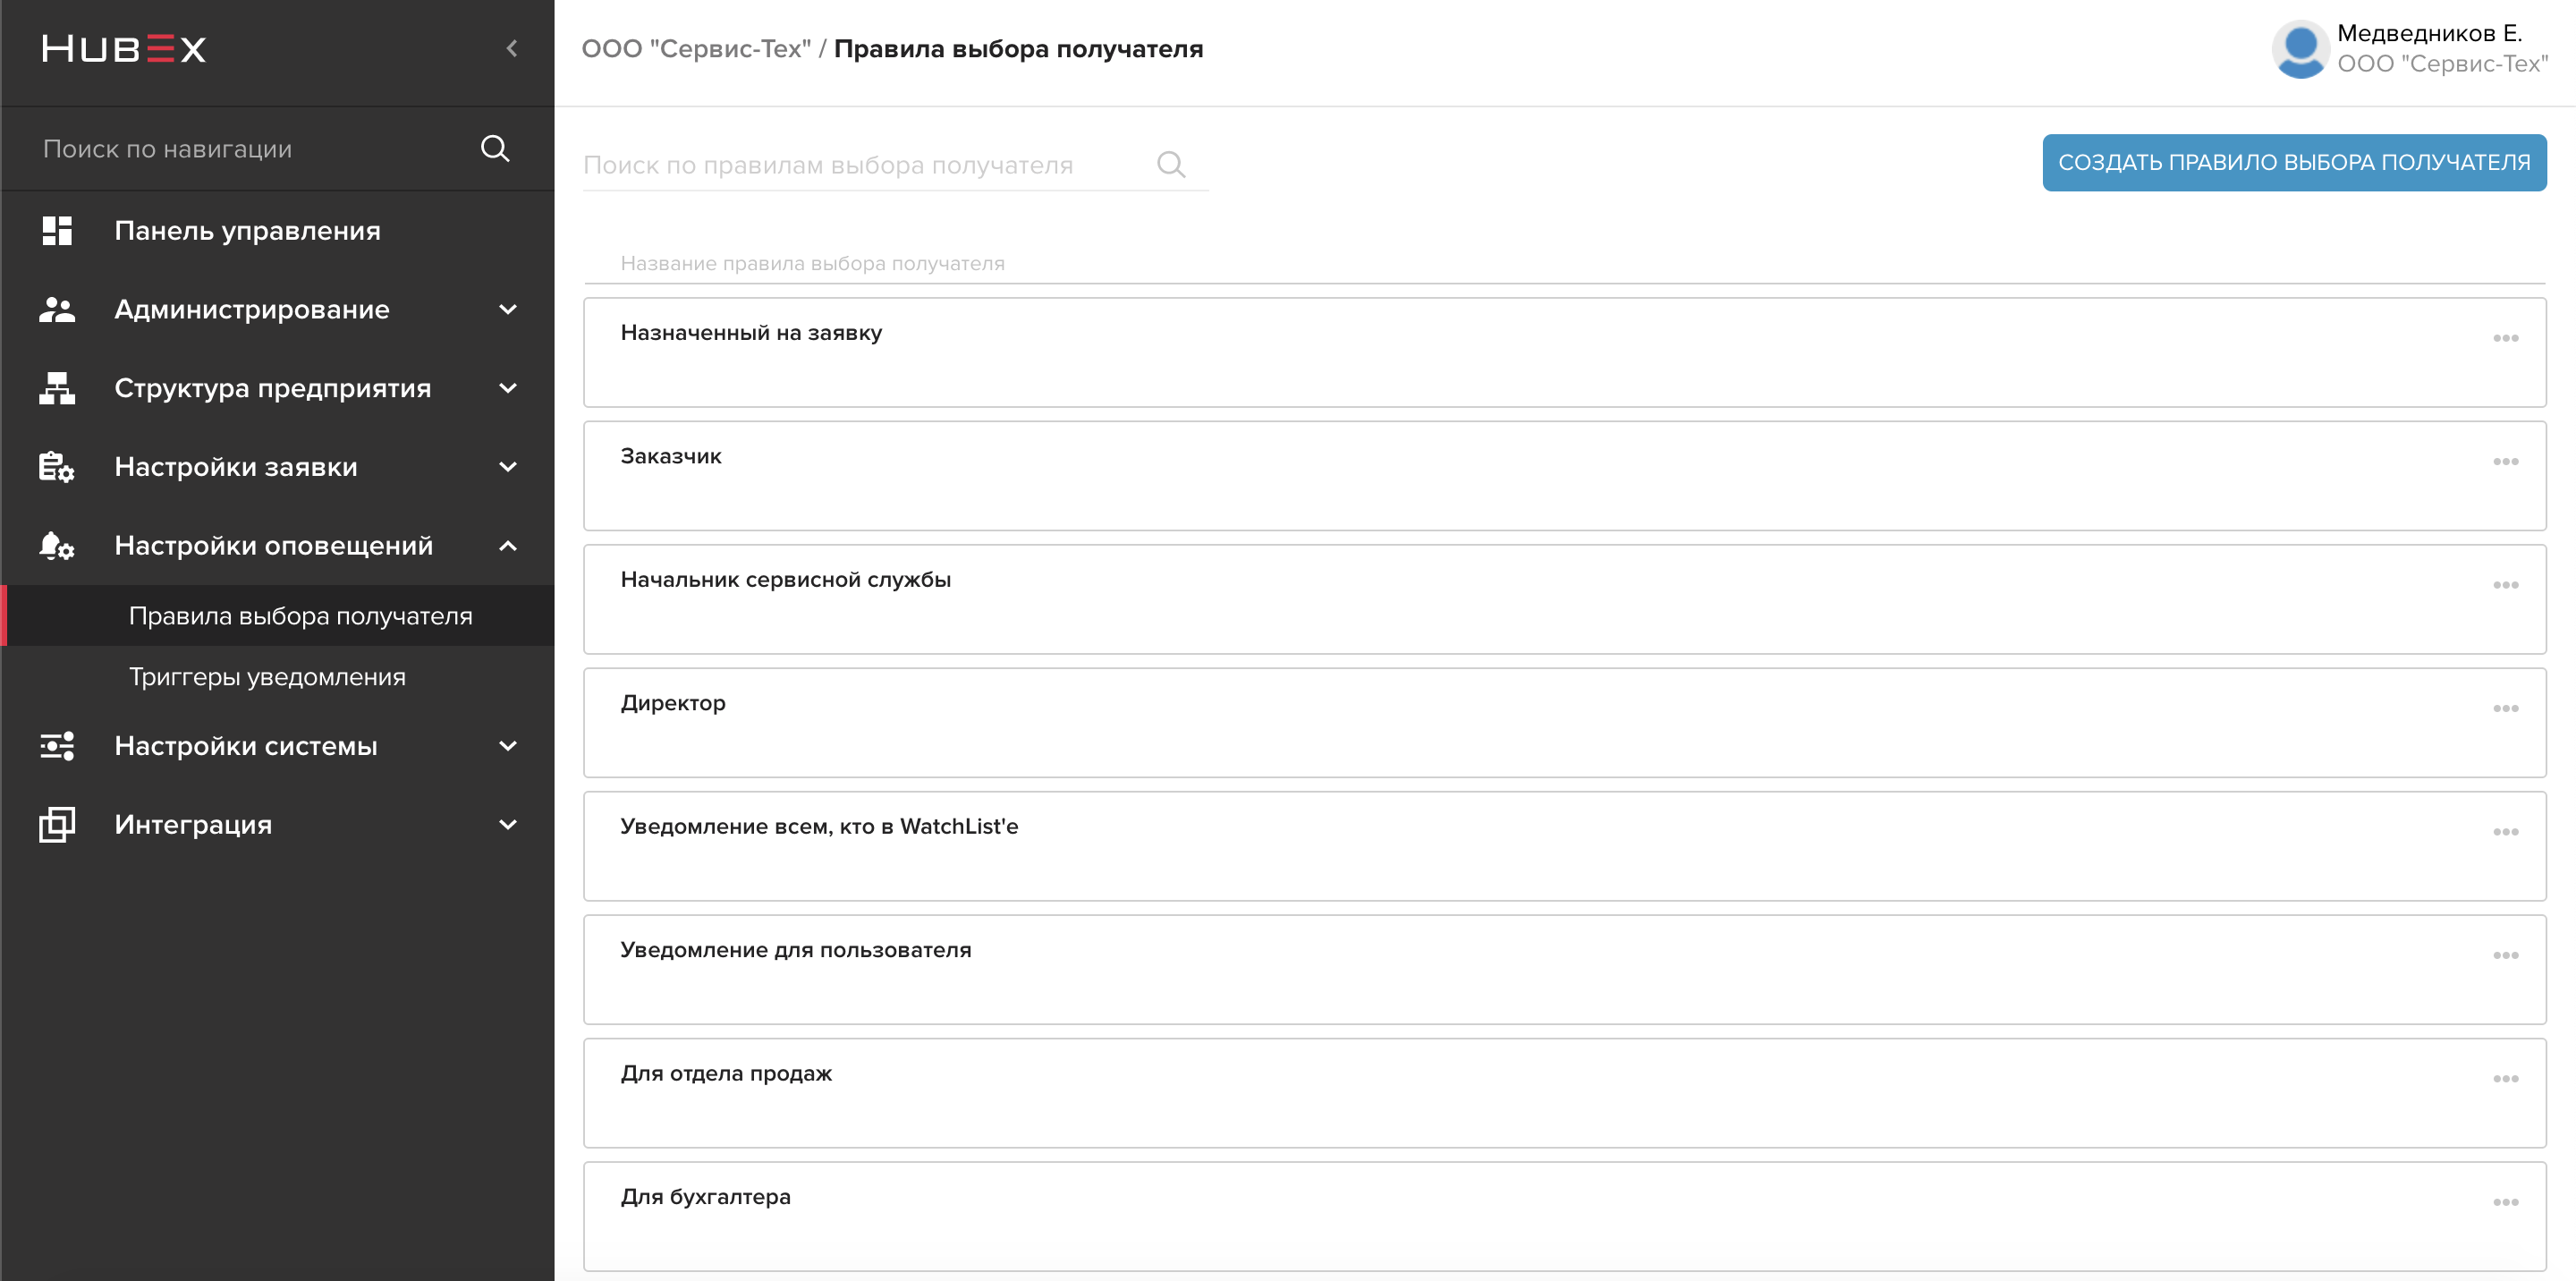 HUBEX
Поиск по навигации
Панель управления
Администрирование
Структура предприятия
Настройки заявки
Настройки оповещений
Правила выбора получателя
Триггеры уведомления
Настройки системы
Интеграция
ООО "Сервис-Тех" / Правила выбора получателя
Медведников Е.
ООО "Сервис-Тех"
Поиск по правилам выбора получателя
СОЗДАТЬ ПРАВИЛО ВЫБОРА ПОЛУЧАТЕЛЯ
Название правила выбора получателя
Назначенный на заявку
Заказчик
Начальник сервисной службы
Директор
Уведомление всем, кто в WatchList'е
Уведомление для пользователя
Для отдела продаж
Для бухгалтера